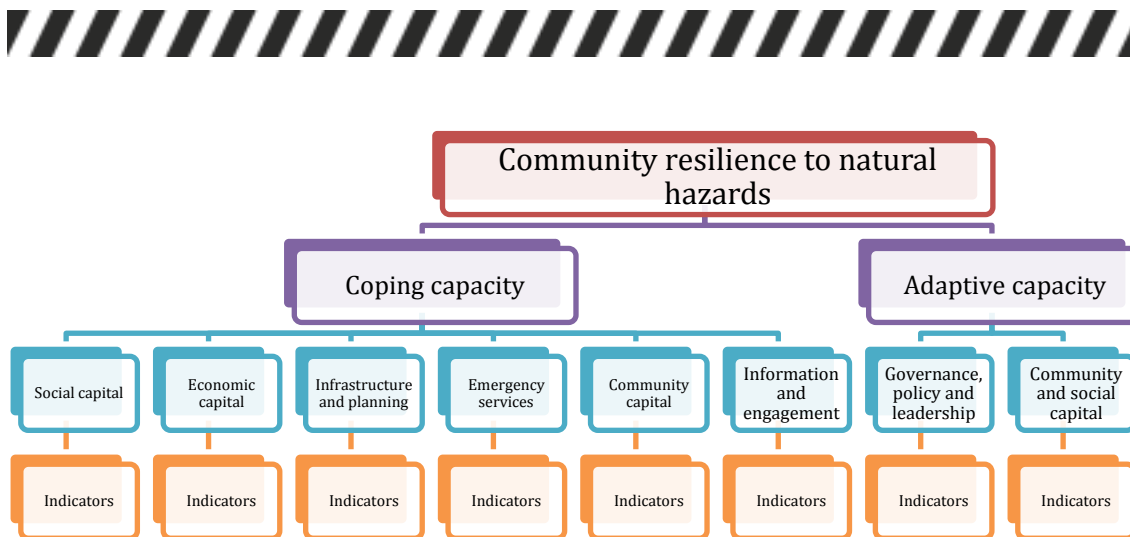 Community resilience to natural
hazards
Coping capacity
Adaptive capacity
Social capital
Economic
capital
Infrastructure
and planning
Emergency
services
Community
capital
Information
and
engagement
Governance,
policy and
leadership
Community
and social
capital
Indicators
Indicators
Indicators
Indicators
Indicators
Indicators
Indicators
Indicators